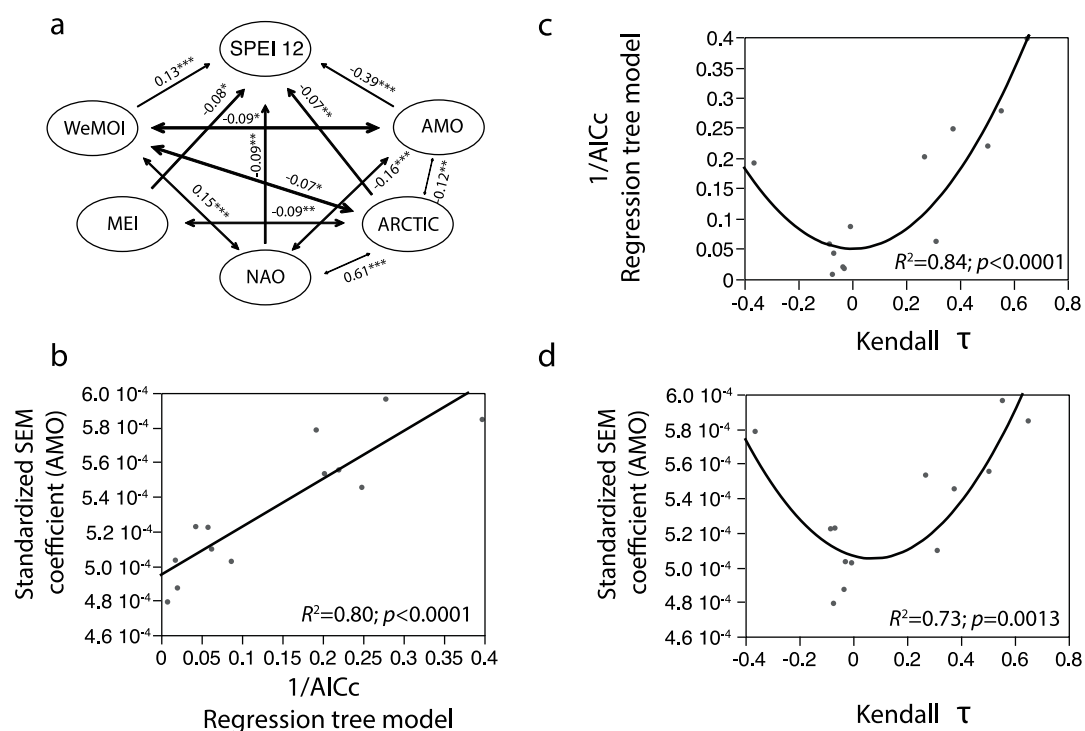 a
SPEI 12
WeMOI
AMO
MEI
ARCTIC
NAO
0.13***
-0.39***
-0.08*
-0.07**
-0.09*
-0.09**
-0.16***
-0.07*
-0.12**
0.15***
-0.09**
0.61***
b
Standardized SEM
coefficient (AMO)
6.0 10-4
5.8 10-4
5.6 10-4
5.4 10-4
5.2 10-4
5.0 10-4
4.8 10-4
4.6 10-4
R2=0.80; p<0.0001
0 0.05 0.1 0.15 0.2 0.25 0.3 0.35 0.4
1/AICc
Regression tree model
c
1/AICc
Regression tree model
0.4
0.35
0.3
0.25
0.2
0.15
0.1
0.05
0
R2=0.84; p<0.0001
-0.4 -0.2 0 0.2 0.4 0.6 0.8
Kendall τ
d
Standardized SEM
coefficient (AMO)
6.0 10-4
5.8 10-4
5.6 10-4
5.4 10-4
5.2 10-4
5.0 10-4
4.8 10-4
4.6 10-4
R2=0.73; p=0.0013
-0.4 -0.2 0 0.2 0.4 0.6 0.8
Kendall τ